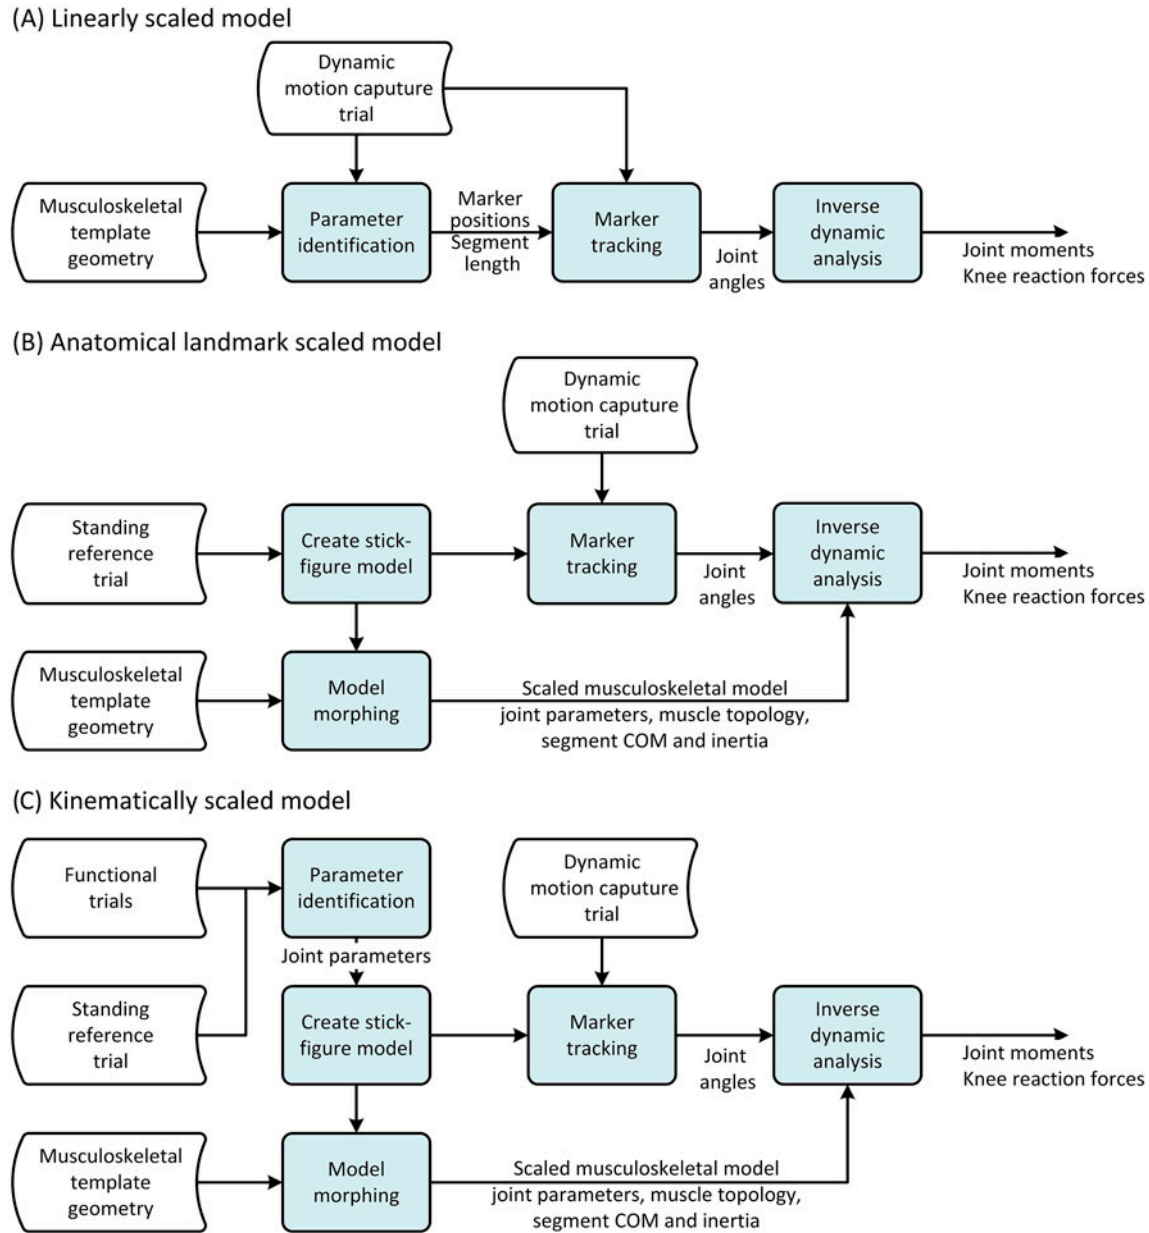 (A) Linearly scaled model
Dynamic
motion caputure
trial
Musculoskeletal
template
geometry
Parameter
identification
Marker
positions
Segment
length
Marker
tracking
Joint
angles
Inverse
dynamic
analysis
Joint moments
Knee reaction forces
(B) Anatomical landmark scaled model
Dynamic
motion caputure
trial
Standing
reference
trial
Create stick-
figure model
Marker
tracking
Joint
angles
Inverse
dynamic
analysis
Joint moments
Knee reaction forces
Musculoskeletal
template
geometry
Model
morphing
Scaled musculoskeletal model
joint parameters, muscle topology,
segment COM and inertia
(C) Kinematically scaled model
Functional
trials
Parameter
identification
Dynamic
motion caputure
trial
Joint parameters
Standing
reference
trial
Create stick-
figure model
Marker
tracking
Joint
angles
Inverse
dynamic
analysis
Joint moments
Knee reaction forces
Musculoskeletal
template
geometry
Model
morphing
Scaled musculoskeletal model
joint parameters, muscle topology,
segment COM and inertia